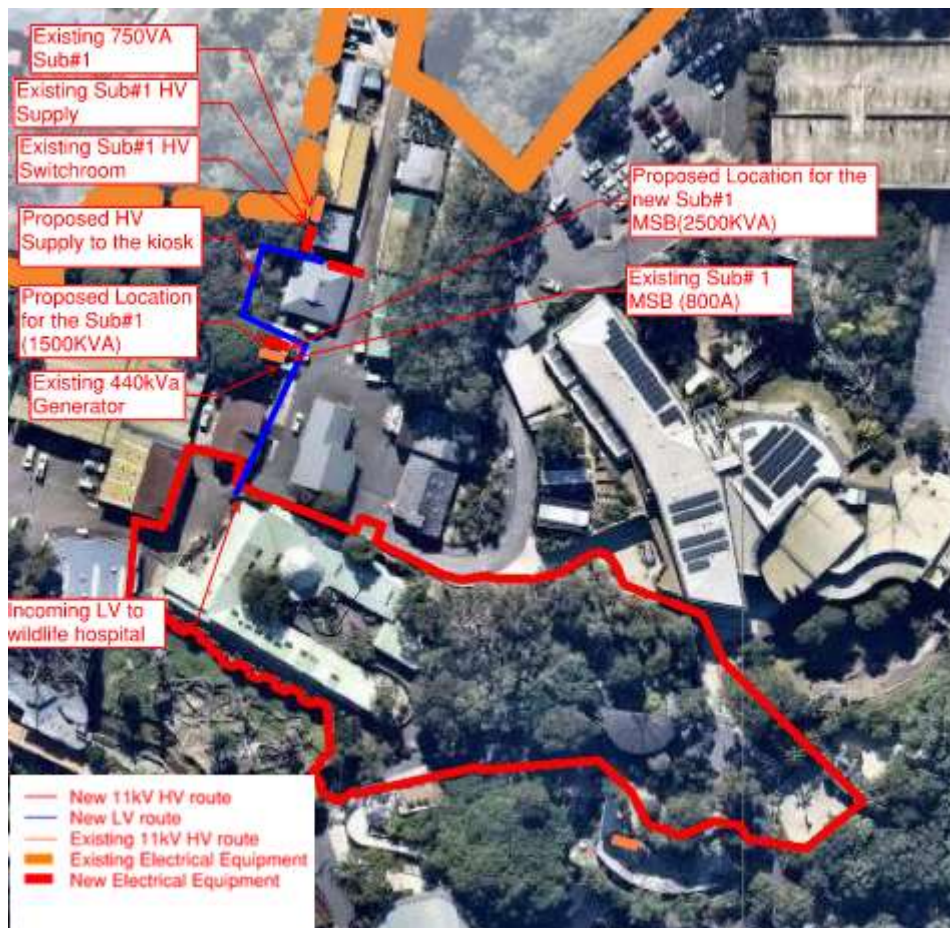 Existing 750VA
Sub#1
Existing Sub#1 HV
Supply
Existing Sub#1 HV
Switchroom
Proposed HV
Supply to the kiosk
Proposed Location
for the Sub#1
(1500KVA)
Existing 440kVa
Generator
Proposed Location for the
new Sub#1
MSB(2500KVA)
Existing Sub# 1
MSB (800A)
Incoming LV to
wildlife hospital
New 11kV HV route
New LV route
Existing 11kV HV route
Existing Electrical Equipment
New Electrical Equipment